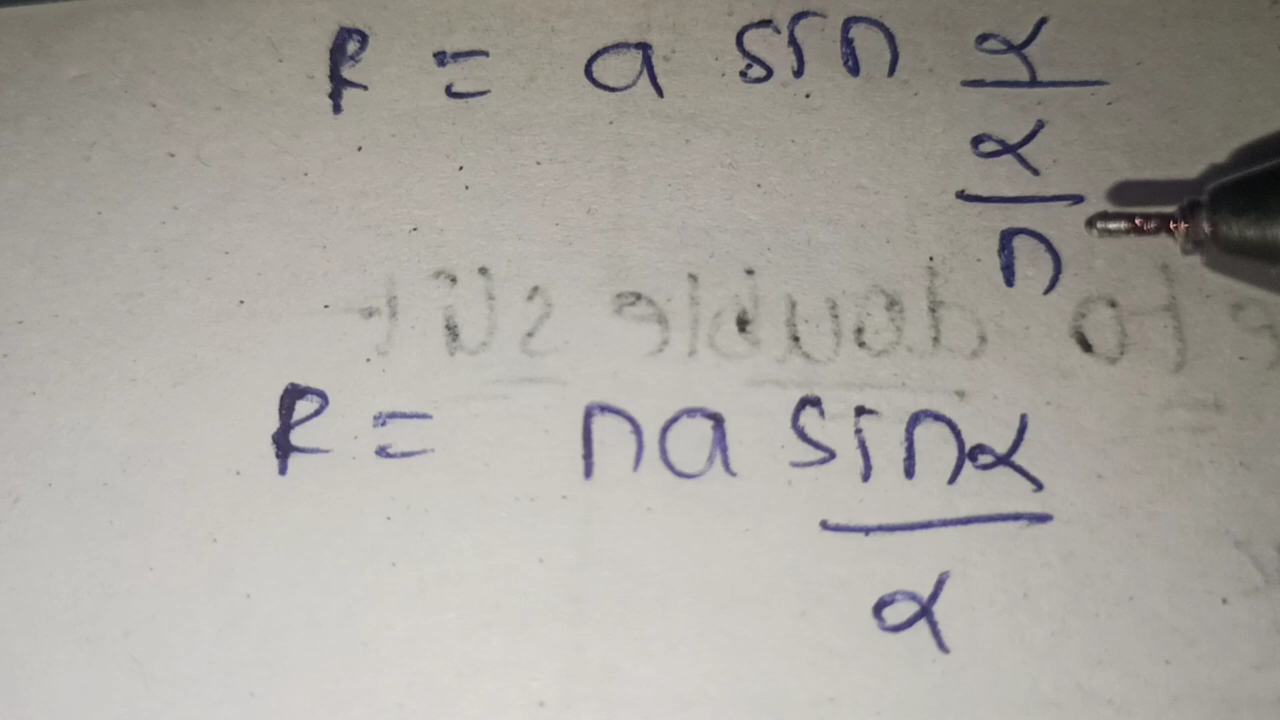 R = a sin α
α
n
R = na sinα
α